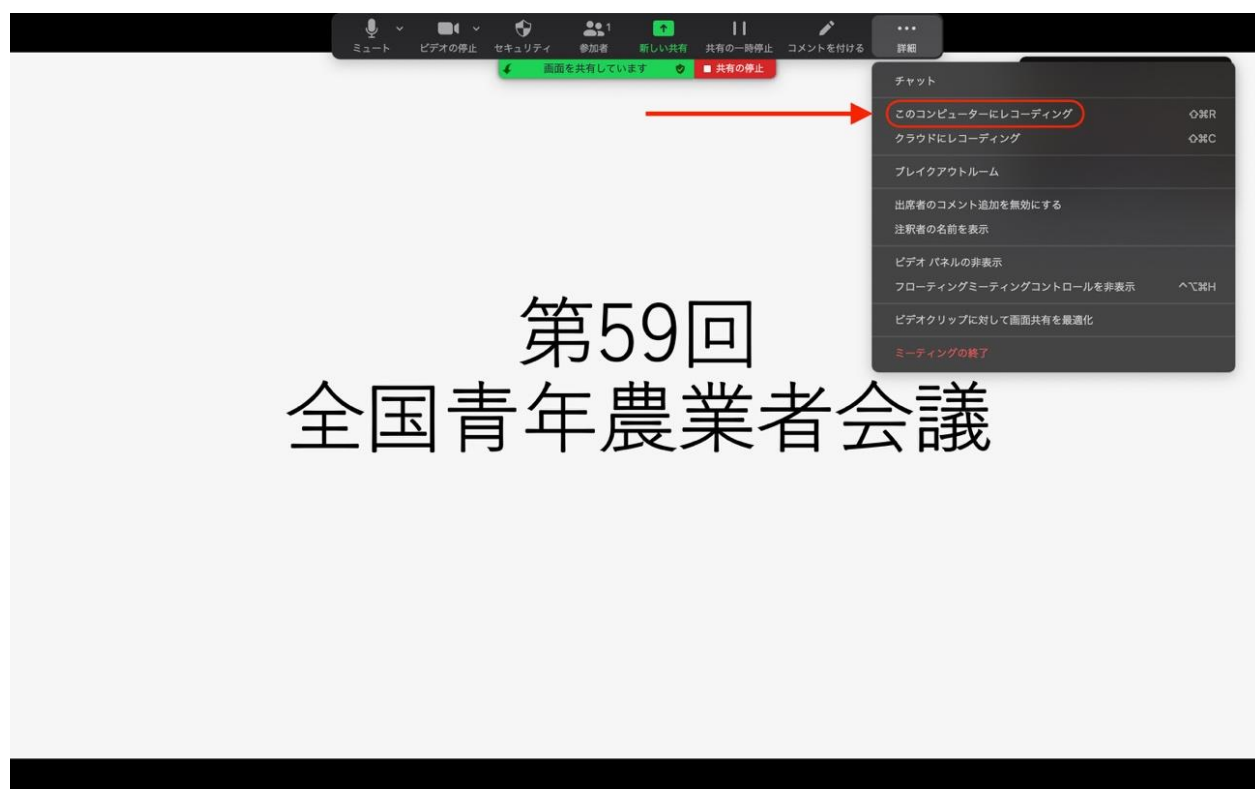 ミュート ビデオの停止 セキュリティ 参加者 1 新しい共有 共有の一時停止 コメントを付ける 詳細
画面を共有しています 共有の停止
チャット
このコンピューターにレコーディング ⇧⌘R
クラウドにレコーディング ⇧⌘C
ブレイクアウトルーム
出席者のコメント追加を無効にする
注釈者の名前を表示
ビデオ パネルの非表示
フローティングミーティングコントロールを非表示 ^⌥⌘H
ビデオクリップに対して画面共有を最適化
ミーティングの終了
第59回
全国青年農業者会議